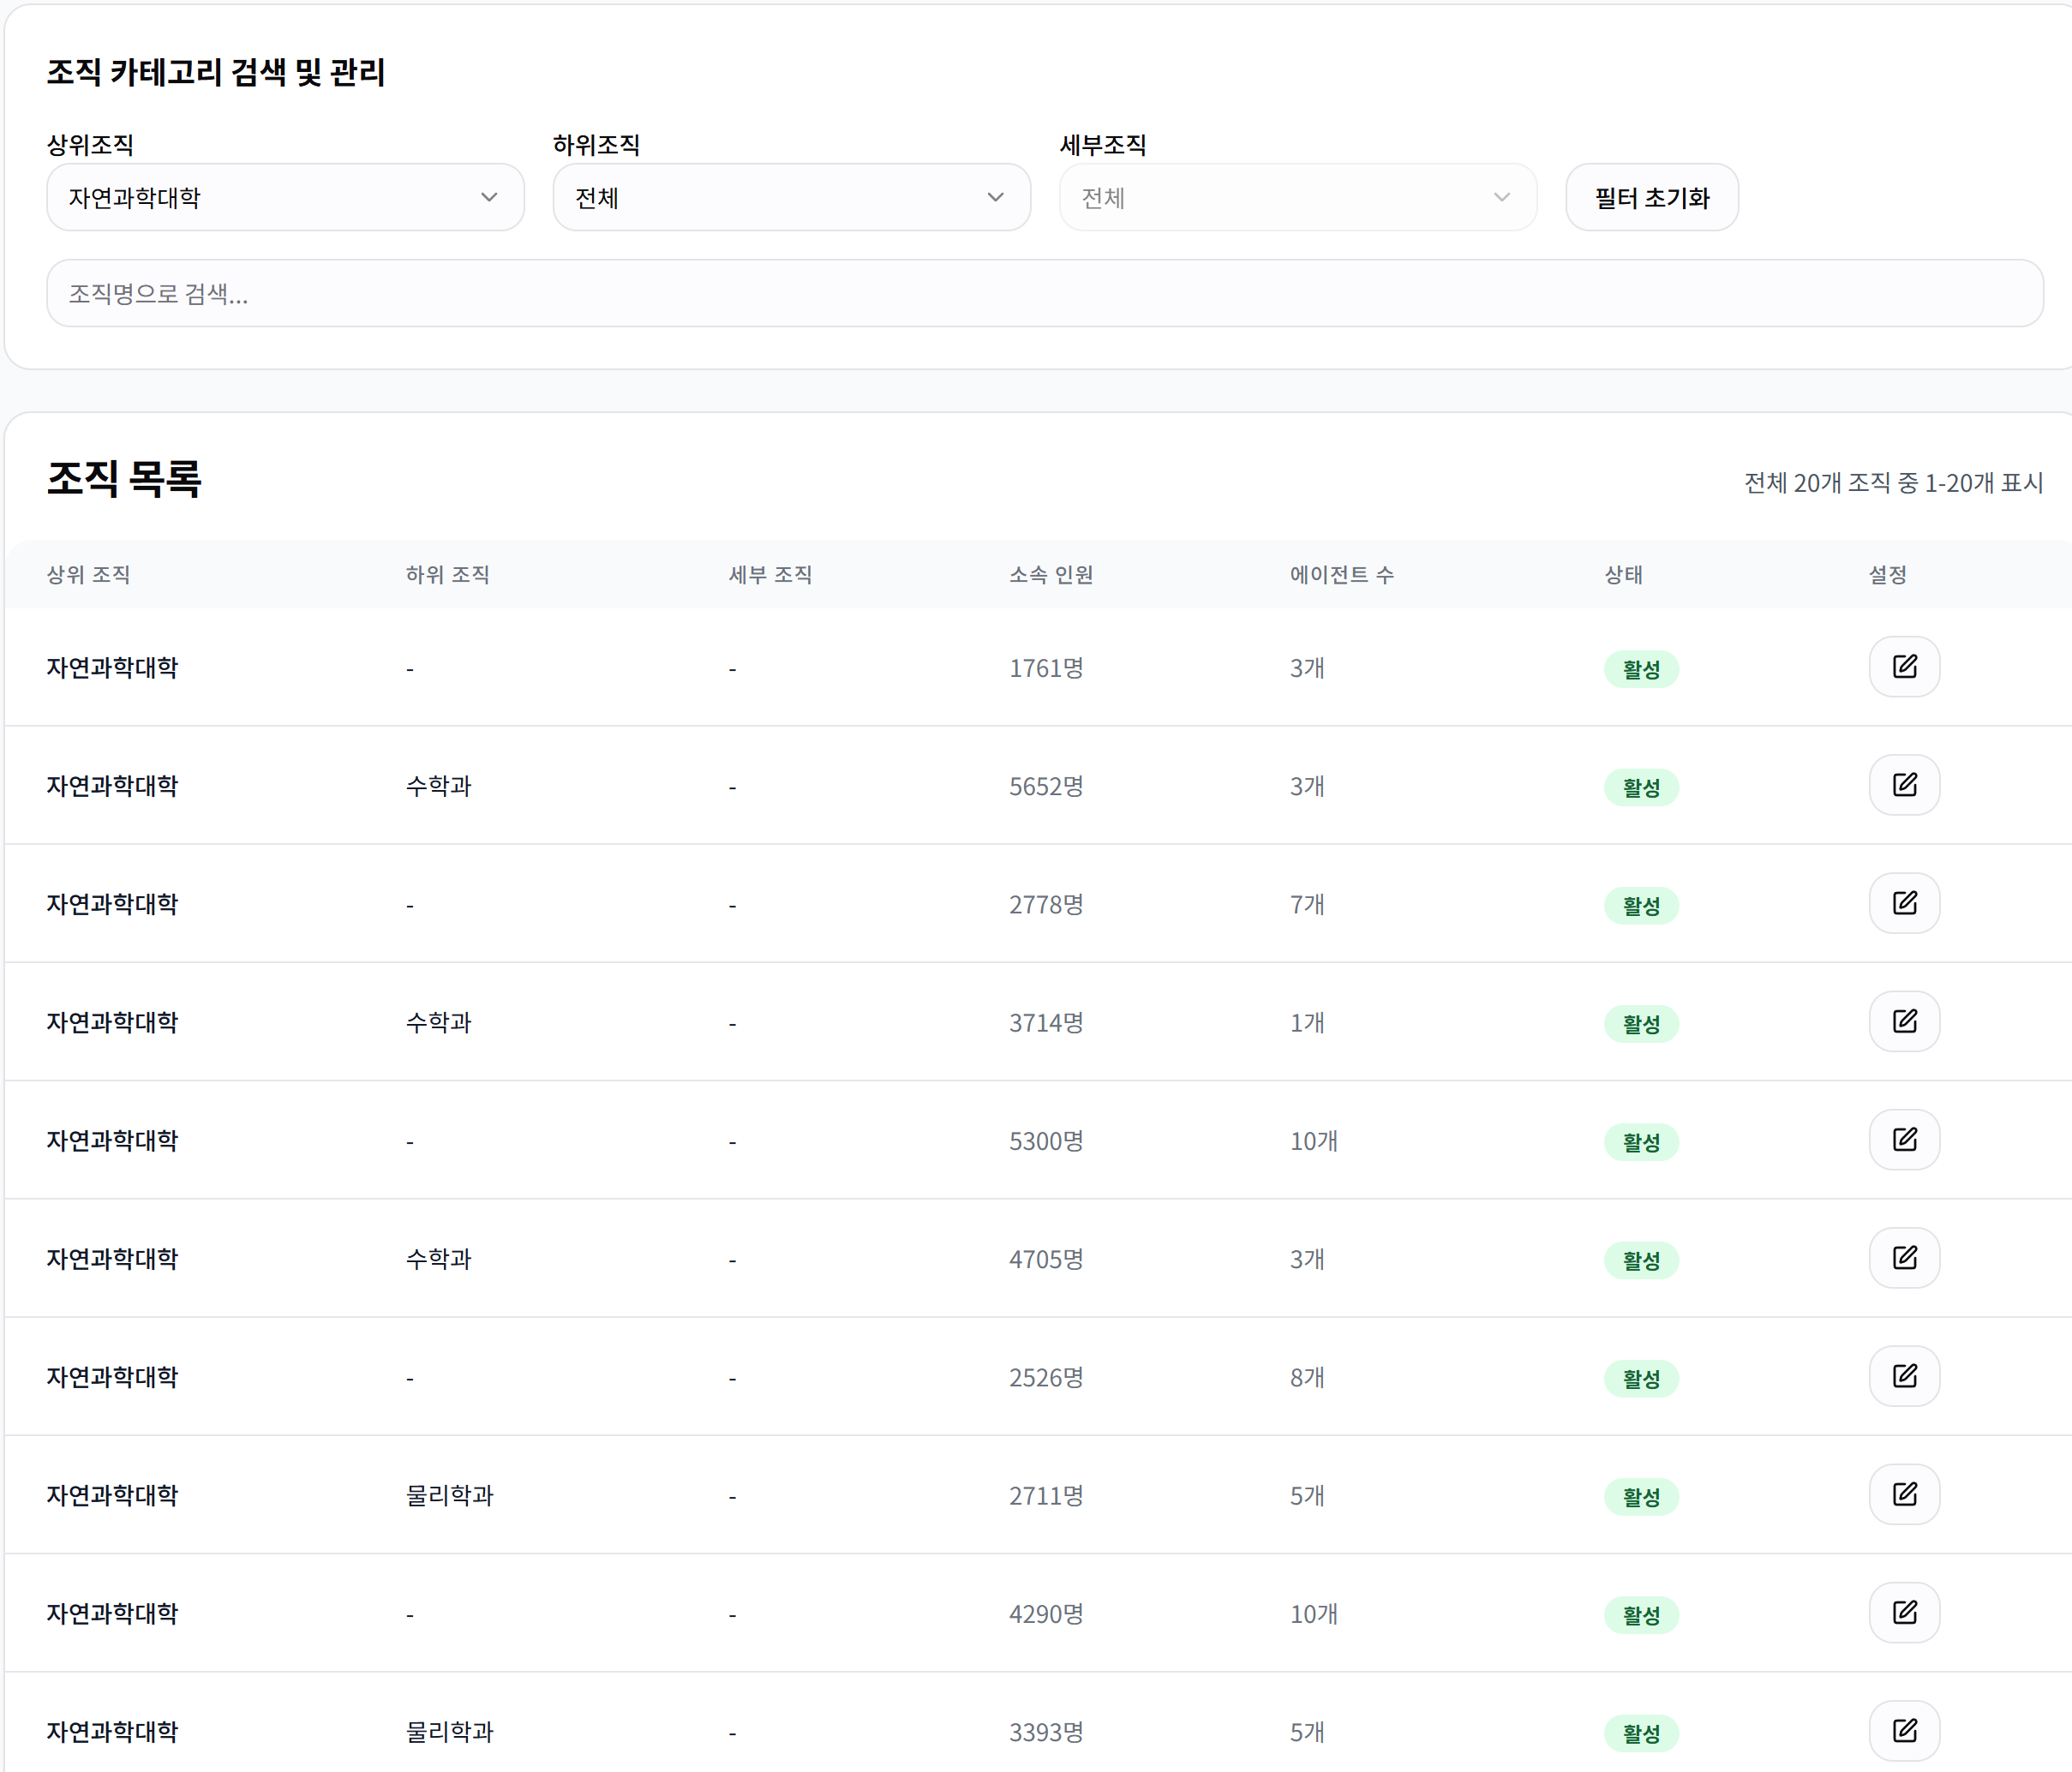 조직 카테고리 검색 및 관리
상위조직 하위조직 세부조직
자연과학대학 전체 전체 필터 초기화
조직명으로 검색...
조직 목록 전체 20개 조직 중 1-20개 표시
상위 조직 하위 조직 세부 조직 소속 인원 에이전트 수 상태 설정
자연과학대학 - - 1761명 3개 활성
자연과학대학 수학과 - 5652명 3개 활성
자연과학대학 - - 2778명 7개 활성
자연과학대학 수학과 - 3714명 1개 활성
자연과학대학 - - 5300명 10개 활성
자연과학대학 수학과 - 4705명 3개 활성
자연과학대학 - - 2526명 8개 활성
자연과학대학 물리학과 - 2711명 5개 활성
자연과학대학 - - 4290명 10개 활성
자연과학대학 물리학과 - 3393명 5개 활성